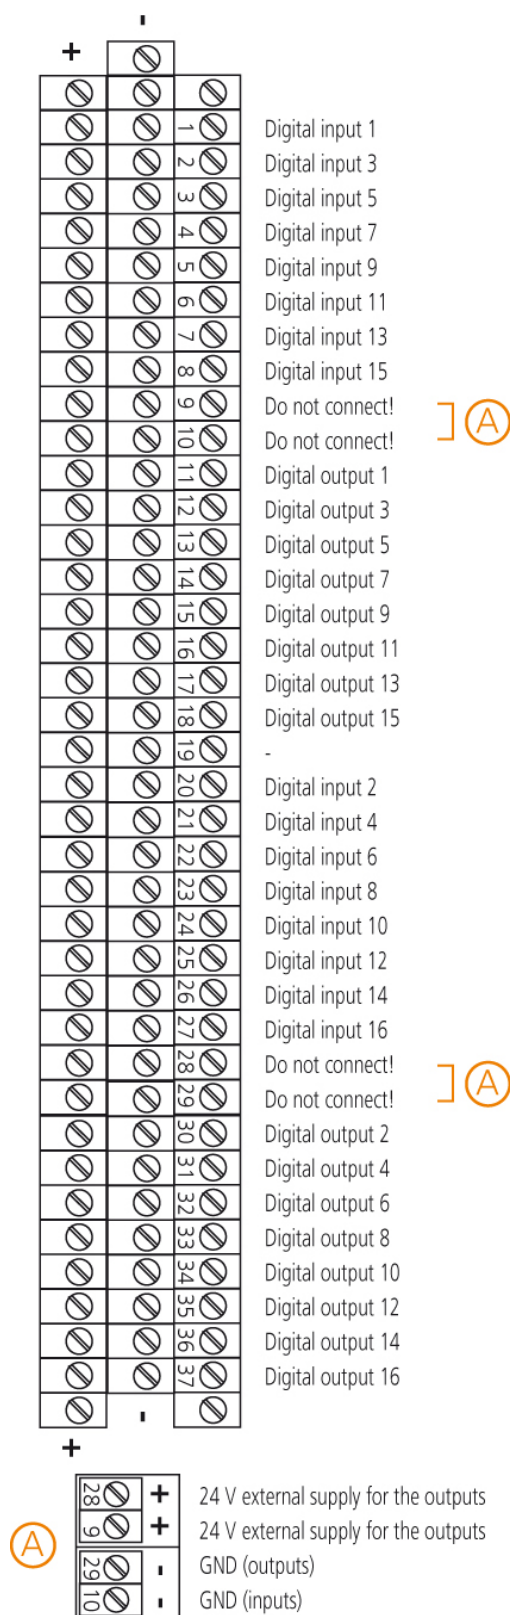 -
+
1 Digital input 1
2 Digital input 3
3 Digital input 5
4 Digital input 7
5 Digital input 9
6 Digital input 11
7 Digital input 13
8 Digital input 15
9 Do not connect!
A
10 Do not connect!
11 Digital output 1
12 Digital output 3
13 Digital output 5
14 Digital output 7
15 Digital output 9
16 Digital output 11
17 Digital output 13
18 Digital output 15
19 -
20 Digital input 2
21 Digital input 4
22 Digital input 6
23 Digital input 8
24 Digital input 10
25 Digital input 12
26 Digital input 14
27 Digital input 16
28 Do not connect!
A
29 Do not connect!
30 Digital output 2
31 Digital output 4
32 Digital output 6
33 Digital output 8
34 Digital output 10
35 Digital output 12
36 Digital output 14
37 Digital output 16
-
+
A
28 + 24 V external supply for the outputs
9 + 24 V external supply for the outputs
29 - GND (outputs)
10 - GND (inputs)